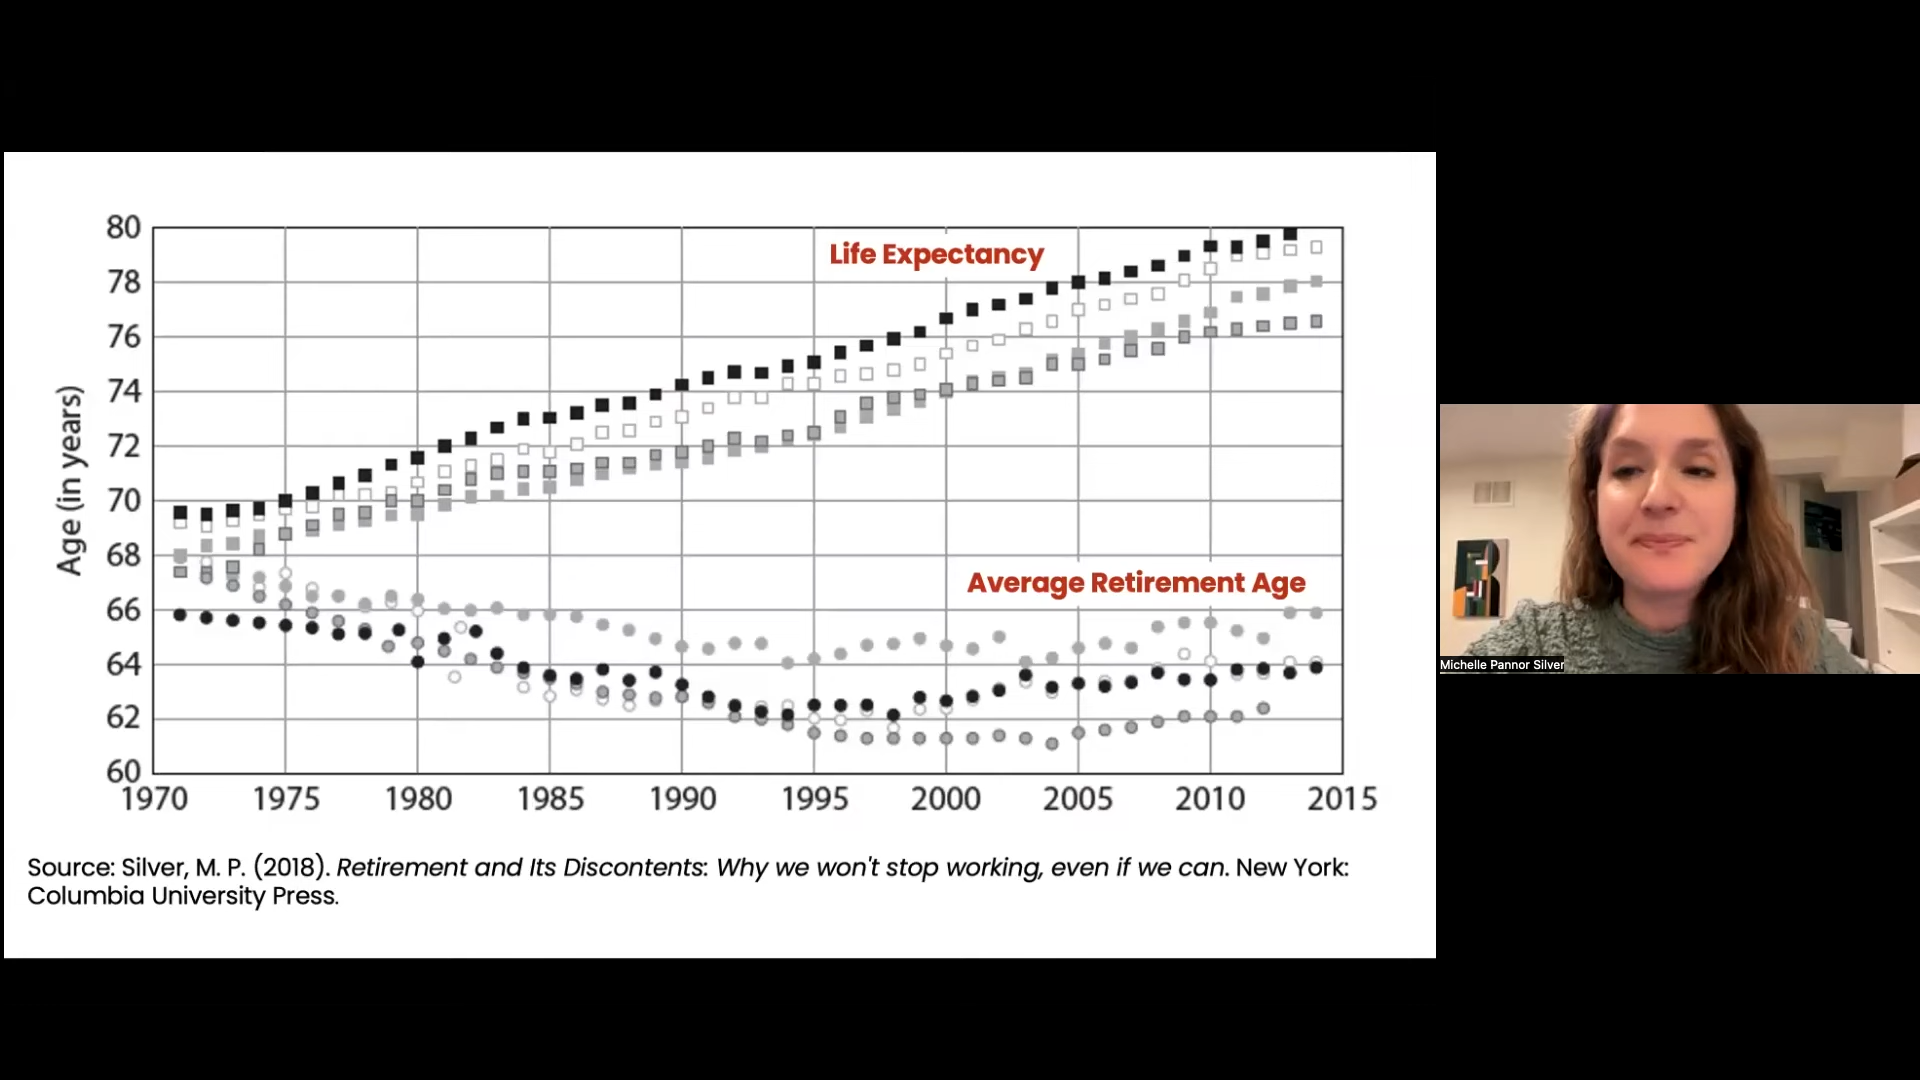 80
Life Expectancy
78
76
74
72
70
68
Average Retirement Age
66
64
62
60
Age (in years)
1970 1975 1980 1985 1990 1995 2000 2005 2010 2015
Source: Silver, M. P. (2018). Retirement and Its Discontents: Why we won't stop working, even if we can. New York:
Columbia University Press.
Michelle Pannor Silver